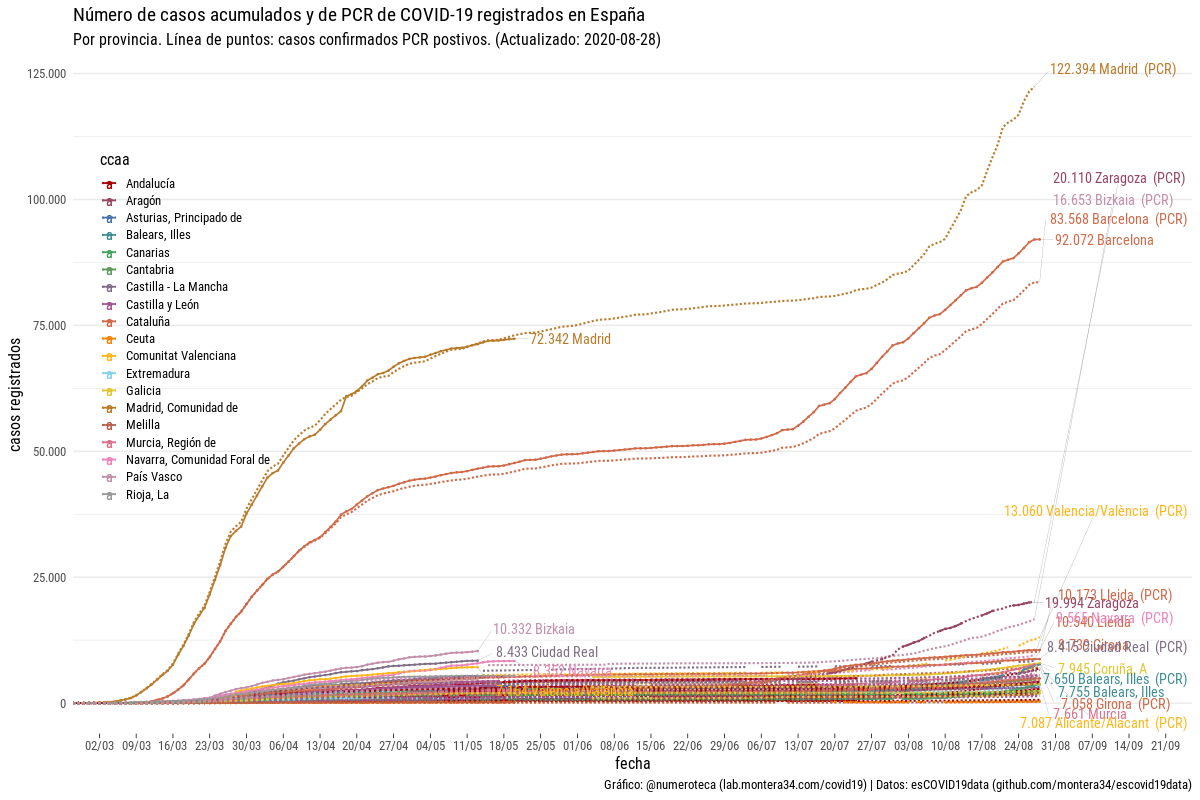 Número de casos acumulados y de PCR de COVID-19 registrados en España
Por provincia. Línea de puntos: casos confirmados PCR postivos. (Actualizado: 2020-08-28)
casos registrados
125.000
100.000
75.000
50.000
25.000
0
ccaa
Andalucía
Aragón
Asturias, Principado de
Balears, Illes
Canarias
Cantabria
Castilla - La Mancha
Castilla y León
Cataluña
Ceuta
Comunitat Valenciana
Extremadura
Galicia
Madrid, Comunidad de
Melilla
Murcia, Región de
Navarra, Comunidad Foral de
País Vasco
Rioja, La
122.394 Madrid (PCR)
20.110 Zaragoza (PCR)
16.653 Bizkaia (PCR)
83.568 Barcelona (PCR)
92.072 Barcelona
72.342 Madrid
13.060 Valencia/València (PCR)
10.173 Lleida (PCR)
19.994 Zaragoza
9.565 Navarra (PCR)
10.540 Lleida
10.332 Bizkaia
8.433 Ciudad Real
8.475 Ciudad Real (PCR)
7.945 Coruña, A
7.650 Balears, Illes (PCR)
7.755 Balears, Illes
7.058 Girona (PCR)
7.661 Murcia
7.087 Alicante/Alacant (PCR)
02/03 09/03 16/03 23/03 30/03 06/04 13/04 20/04 27/04 04/05 11/05 18/05 25/05 01/06 08/06 15/06 22/06 29/06 06/07 13/07 20/07 27/07 03/08 10/08 17/08 24/08 31/08 07/09 14/09 21/09
fecha
Gráfico: @numeroteca (lab.montera34.com/covid19) | Datos: esCOVID19data (github.com/montera34/escovid19data)